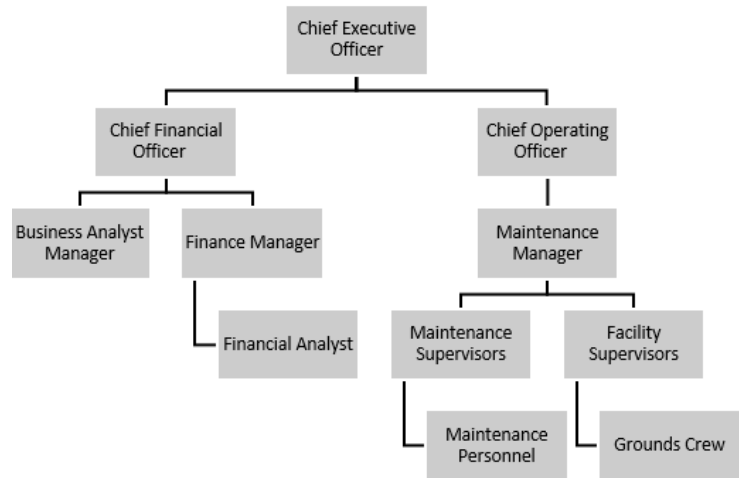 Chief Executive
Officer
Chief Financial
Officer
Chief Operating
Officer
Business Analyst
Manager
Finance Manager
Maintenance
Manager
Financial Analyst
Maintenance
Supervisors
Facility
Supervisors
Maintenance
Personnel
Grounds Crew